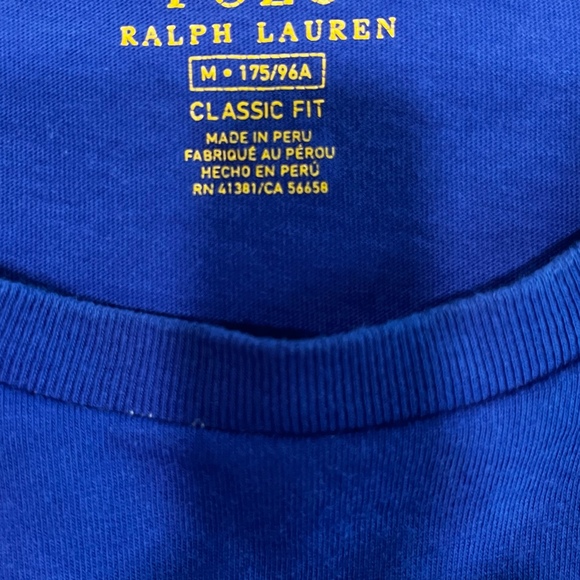 POLO
RALPH LAUREN
M • 175/96A
CLASSIC FIT
MADE IN PERU
FABRIQUÉ AU PÉROU
HECHO EN PERÚ
RN 41381/CA 56658